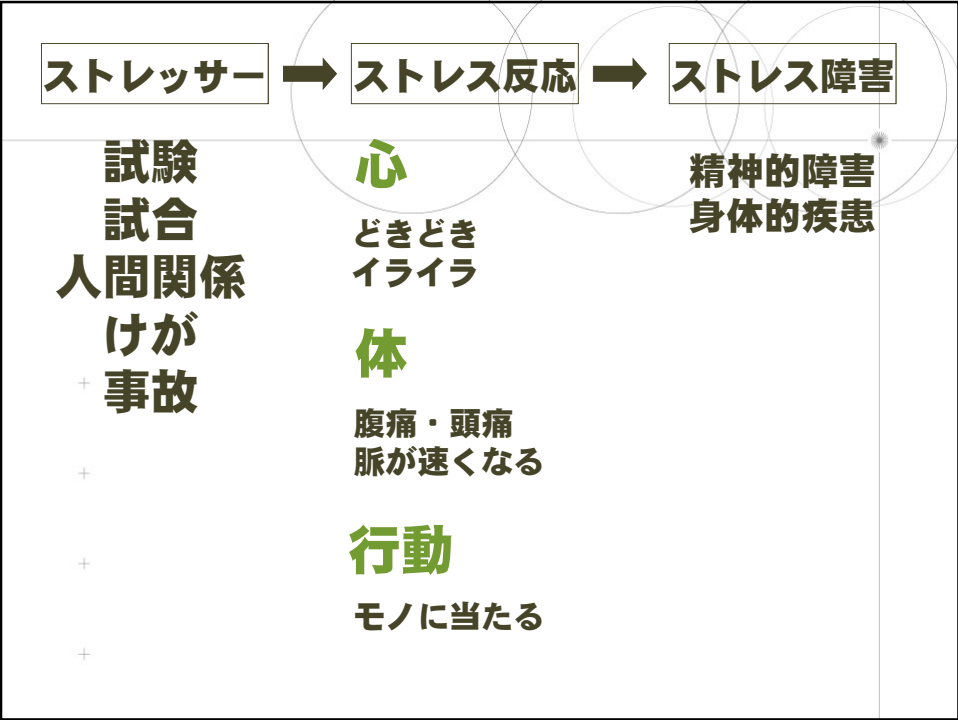 ストレッサー
ストレス反応
ストレス障害
試験
試合
人間関係
けが
事故
心
どきどき
イライラ
体
腹痛・頭痛
脈が速くなる
行動
モノに当たる
精神的障害
身体的疾患